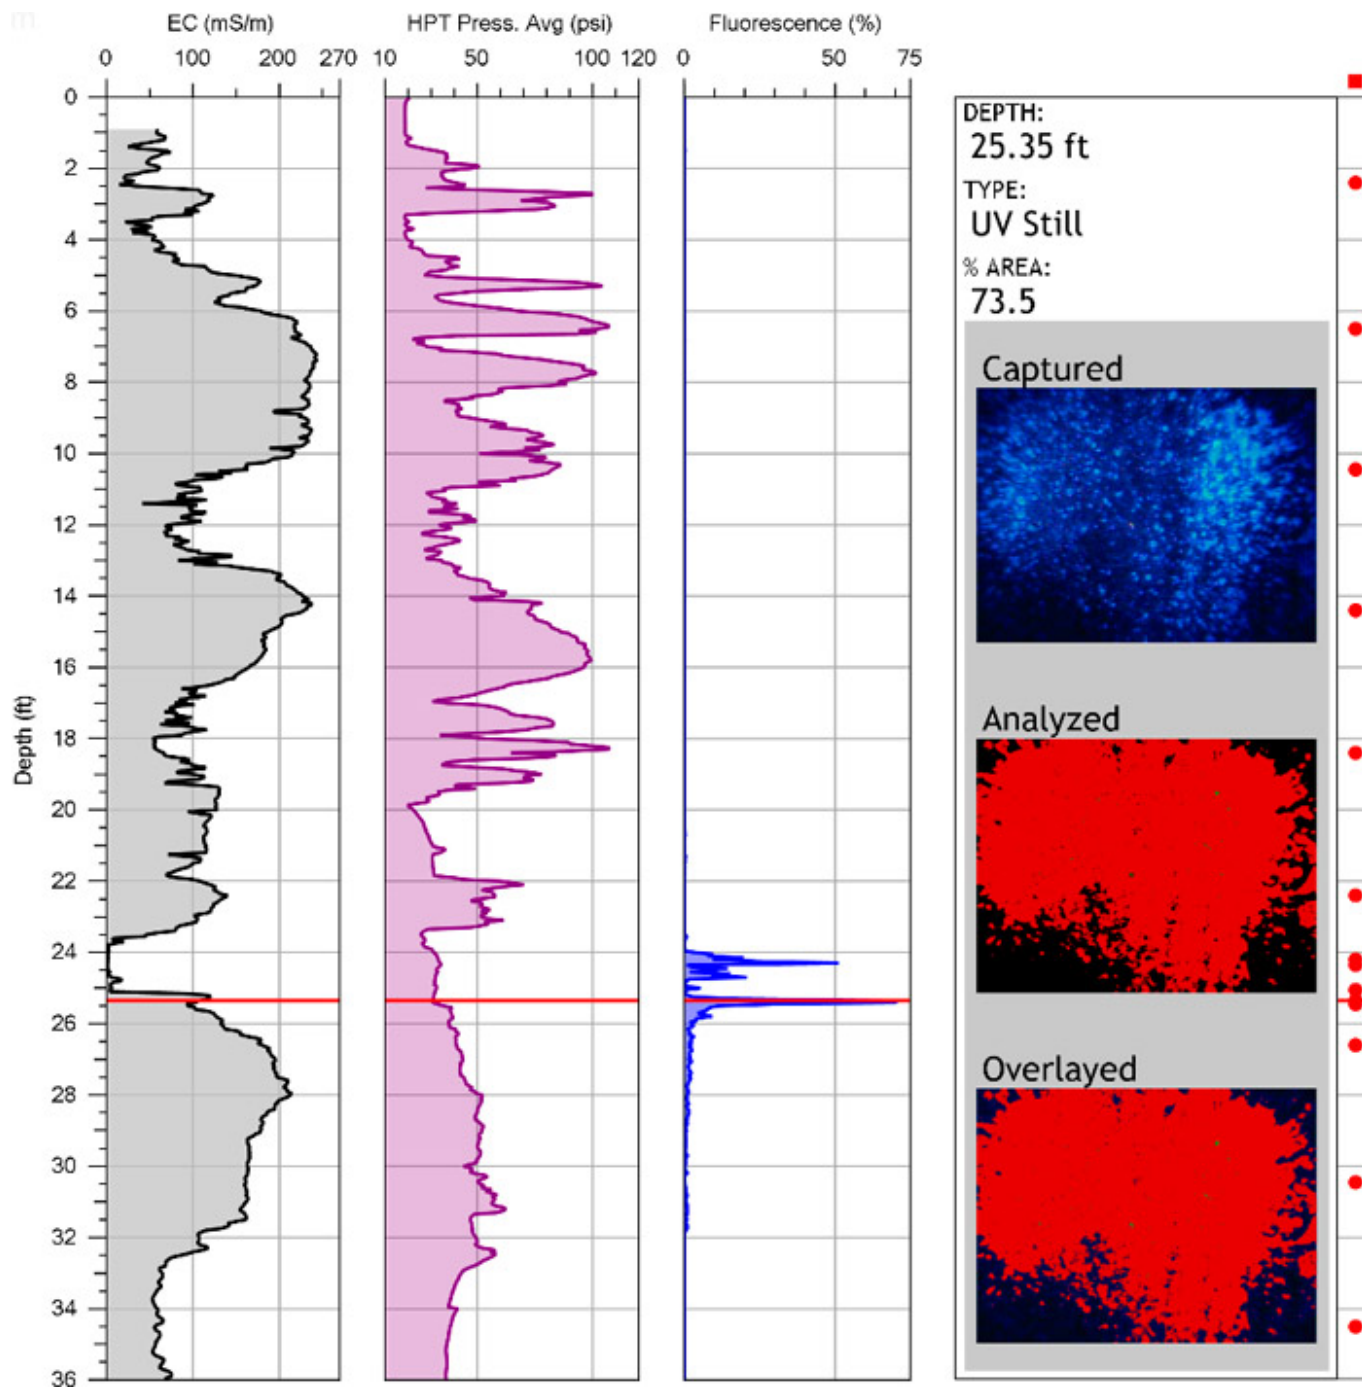 m
EC (mS/m) HPT Press. Avg (psi) Fluorescence (%)
0 100 200 270 10 50 100 120 0 50 75
0
2
4
6
8
10
12
14
16
18
20
22
24
26
28
30
32
34
36
Depth (ft)
DEPTH:
25.35 ft
TYPE:
UV Still
% AREA:
73.5
Captured
Analyzed
Overlayed